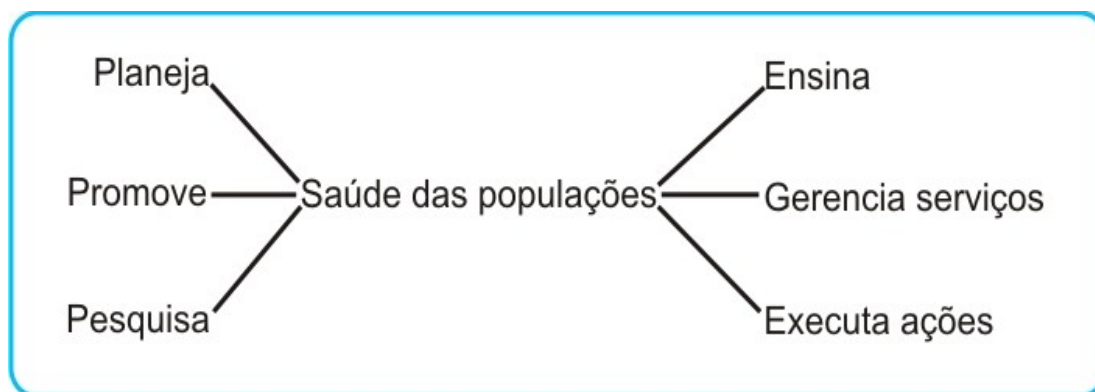 Planeja
Ensina
Promove
Saúde das populações
Gerencia serviços
Pesquisa
Executa ações